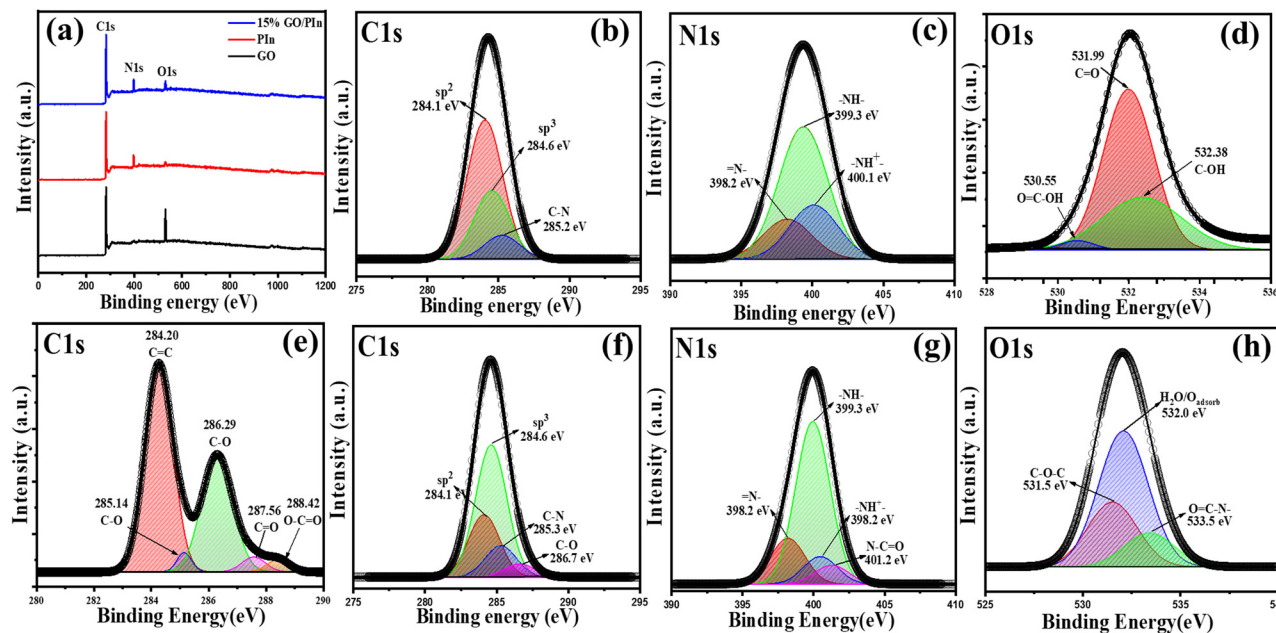 (a)
15% GO/PIn
PIn
GO
C1s
N1s
O1s
Intensity (a.u.)
0 200 400 600 800 1000 1200
Binding energy (eV)
C1s
(b)
sp2
284.1 eV
sp3
284.6 eV
C-N
285.2 eV
Intensity (a.u.)
275 280 285 290 295
Binding energy (eV)
N1s
(c)
-NH-
399.3 eV
-NH+-
400.1 eV
=N-
398.2 eV
Intensity (a.u.)
390 395 400 405 410
Binding energy (eV)
O1s
(d)
531.99
C=O
532.38
C-OH
530.55
O=C-OH
Intensity (a.u.)
528 530 532 534 536
Binding Energy(eV)
C1s
(e)
284.20
C=C
286.29
C-O
285.14
C-O
287.56
C=O
288.42
O-C=O
Intensity (a.u.)
280 282 284 286 288 290
Binding Energy(eV)
C1s
(f)
sp3
284.6 eV
sp2
284.1 eV
C-N
285.3 eV
C-O
286.7 eV
Intensity (a.u.)
275 280 285 290 295
Binding Energy(eV)
N1s
(g)
-NH-
399.3 eV
=N-
398.2 eV
-NH+-
398.2 eV
N-C=O
401.2 eV
Intensity (a.u.)
390 395 400 405 410
Binding Energy(eV)
O1s
(h)
H2O/Oadsorb
532.0 eV
C-O-C
531.5 eV
O=C-N-
533.5 eV
Intensity (a.u.)
525 530 535
Binding Energy(eV)